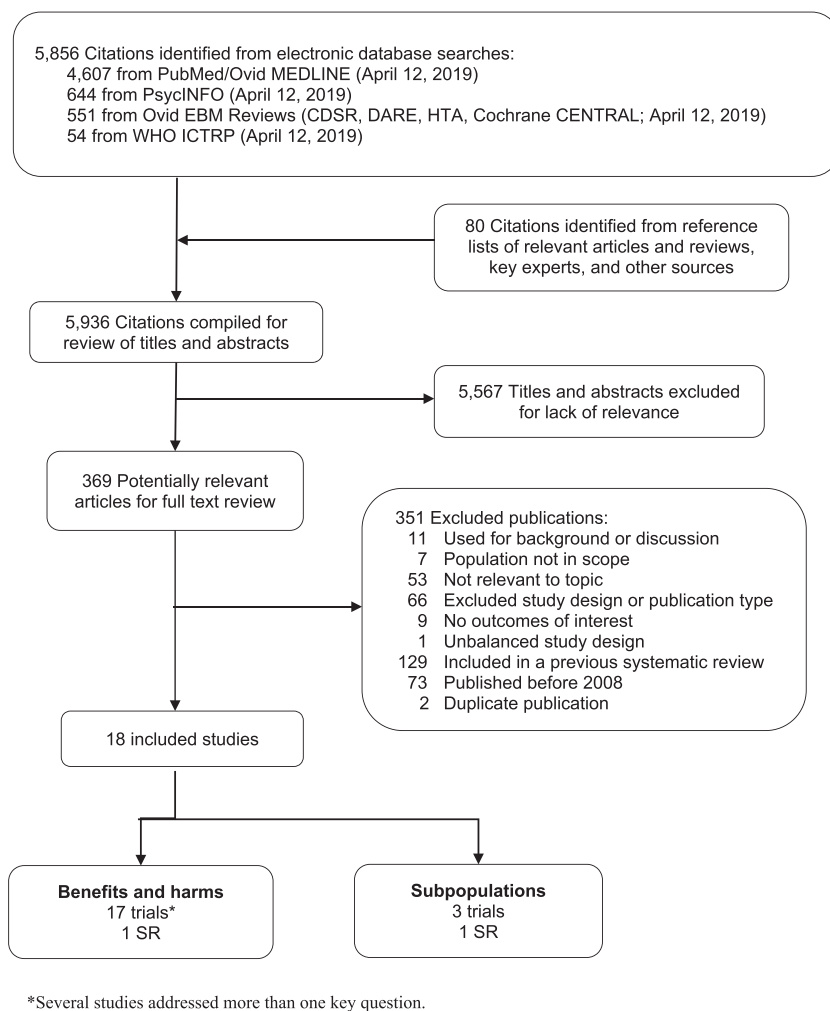 5,856 Citations identified from electronic database searches:
4,607 from PubMed/Ovid MEDLINE (April 12, 2019)
644 from PsycINFO (April 12, 2019)
551 from Ovid EBM Reviews (CDSR, DARE, HTA, Cochrane CENTRAL; April 12, 2019)
54 from WHO ICTRP (April 12, 2019)
80 Citations identified from reference
lists of relevant articles and reviews,
key experts, and other sources
5,936 Citations compiled for
review of titles and abstracts
5,567 Titles and abstracts excluded
for lack of relevance
369 Potentially relevant
articles for full text review
351 Excluded publications:
11 Used for background or discussion
7 Population not in scope
53 Not relevant to topic
66 Excluded study design or publication type
9 No outcomes of interest
1 Unbalanced study design
129 Included in a previous systematic review
73 Published before 2008
2 Duplicate publication
18 included studies
Benefits and harms
17 trials*
1 SR
Subpopulations
3 trials
1 SR
*Several studies addressed more than one key question.